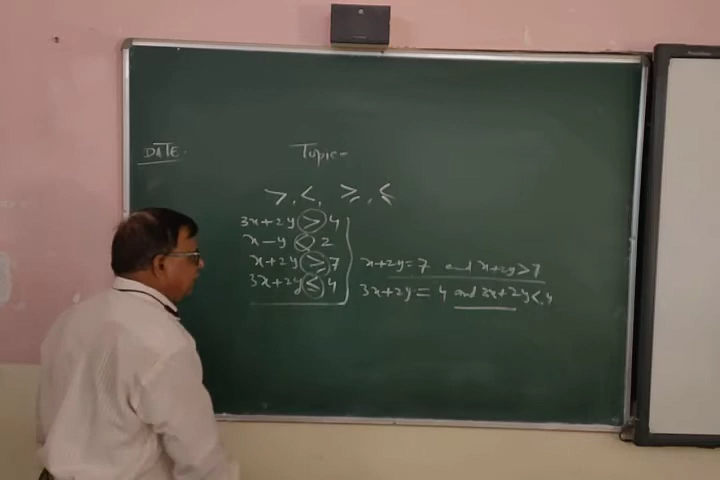 DATE.
Topic-
>, <, ≥, ≤
3x+2y > 4
x-y < 2
x+2y ≥ 7
3x+2y ≤ 4
x+2y=7 and x+2y>7
3x+2y = 4 and 3x+2y<4